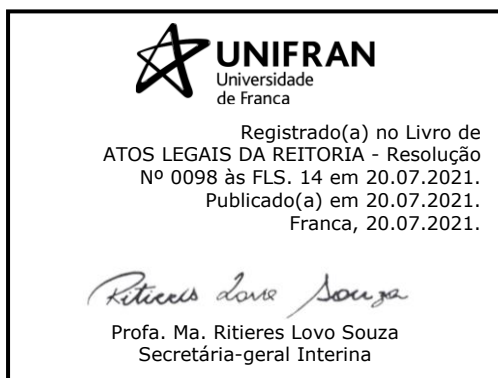 UNIFRAN
Universidade
de Franca
Registrado(a) no Livro de
ATOS LEGAIS DA REITORIA - Resolução
Nº 0098 às FLS. 14 em 20.07.2021.
Publicado(a) em 20.07.2021.
Franca, 20.07.2021.
Ritieres Lovo Souza
Profa. Ma. Ritieres Lovo Souza
Secretária-geral Interina